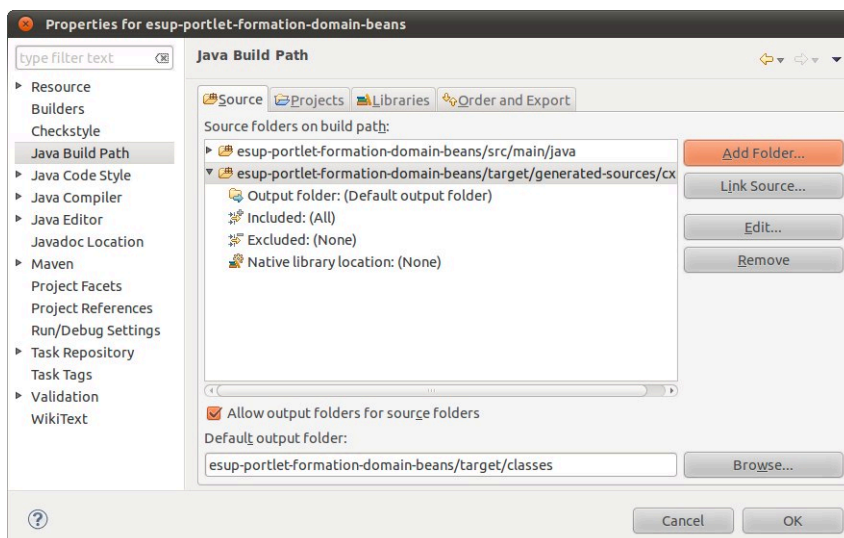 Properties for esup-portlet-formation-domain-beans
type filter text
Java Build Path
Resource
Builders
Checkstyle
Java Build Path
Java Code Style
Java Compiler
Java Editor
Javadoc Location
Maven
Project Facets
Project References
Run/Debug Settings
Task Repository
Task Tags
Validation
WikiText
Source Projects Libraries Order and Export
Source folders on build path:
esup-portlet-formation-domain-beans/src/main/java
esup-portlet-formation-domain-beans/target/generated-sources/cx
Output folder: (Default output folder)
Included: (All)
Excluded: (None)
Native library location: (None)
Add Folder...
Link Source...
Edit...
Remove
Allow output folders for source folders
Default output folder:
esup-portlet-formation-domain-beans/target/classes
Browse...
Cancel OK